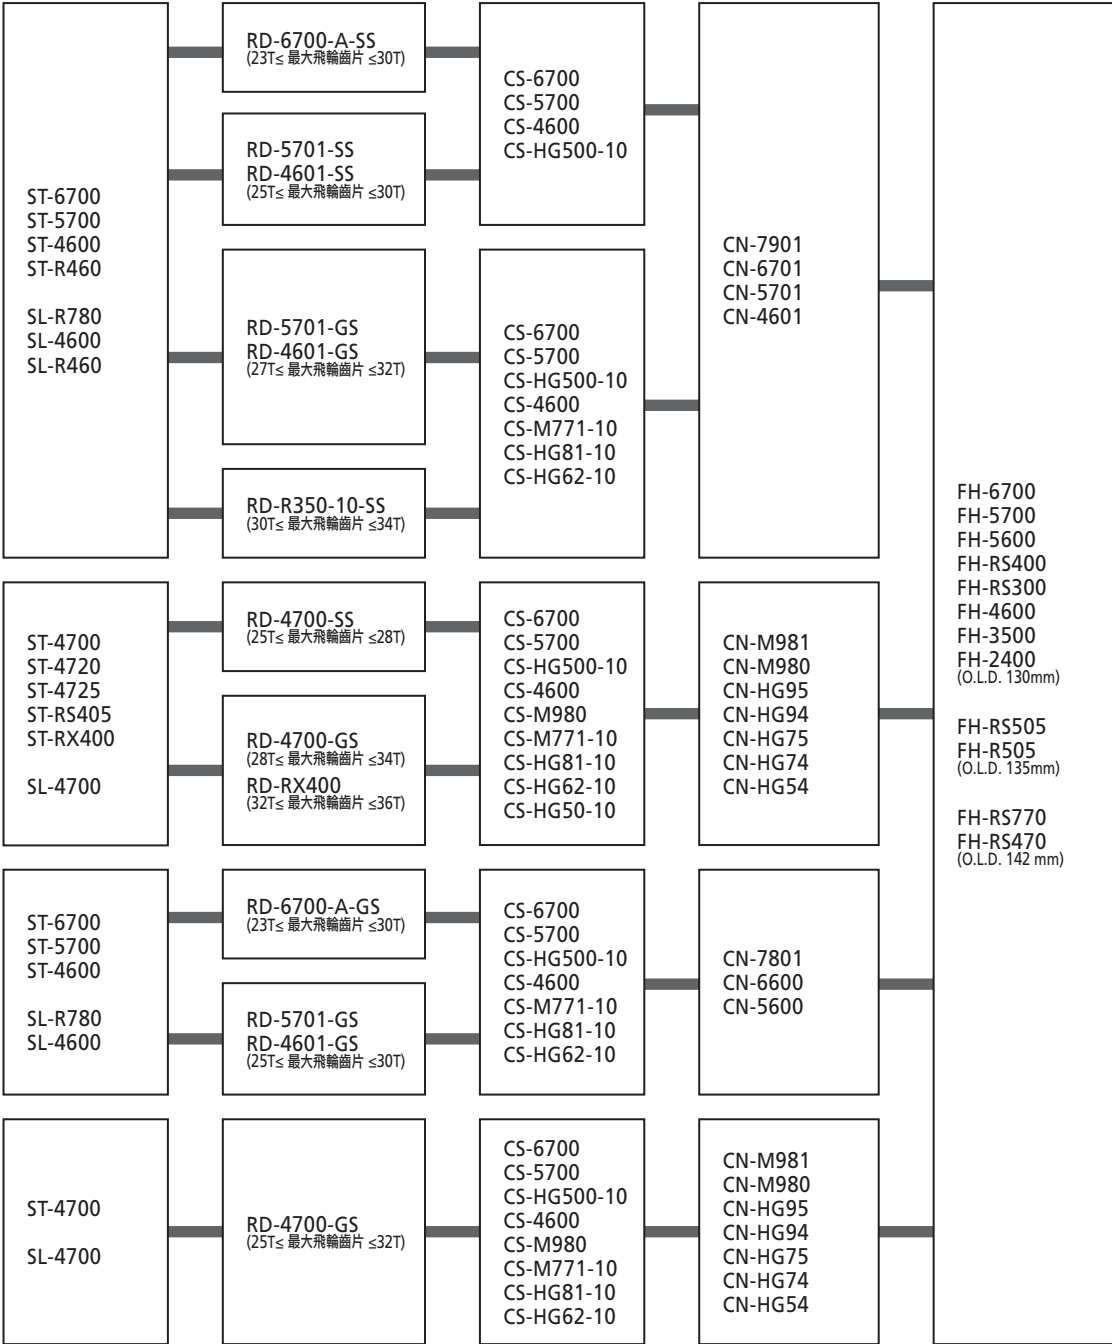 ST-6700
ST-5700
ST-4600
ST-R460
SL-R780
SL-4600
SL-R460
RD-6700-A-SS
(23T≤ 最大飛輪齒片 ≤30T)
RD-5701-SS
RD-4601-SS
(25T≤ 最大飛輪齒片 ≤30T)
RD-5701-GS
RD-4601-GS
(27T≤ 最大飛輪齒片 ≤32T)
RD-R350-10-SS
(30T≤ 最大飛輪齒片 ≤34T)
CS-6700
CS-5700
CS-4600
CS-HG500-10
CS-6700
CS-5700
CS-HG500-10
CS-4600
CS-M771-10
CS-HG81-10
CS-HG62-10
CN-7901
CN-6701
CN-5701
CN-4601
ST-4700
ST-4720
ST-4725
ST-RS405
ST-RX400
SL-4700
RD-4700-SS
(25T≤ 最大飛輪齒片 ≤28T)
RD-4700-GS
(28T≤ 最大飛輪齒片 ≤34T)
RD-RX400
(32T≤ 最大飛輪齒片 ≤36T)
CS-6700
CS-5700
CS-HG500-10
CS-4600
CS-M980
CS-M771-10
CS-HG81-10
CS-HG62-10
CS-HG50-10
CN-M981
CN-M980
CN-HG95
CN-HG94
CN-HG75
CN-HG74
CN-HG54
ST-6700
ST-5700
ST-4600
SL-R780
SL-4600
RD-6700-A-GS
(23T≤ 最大飛輪齒片 ≤30T)
RD-5701-GS
RD-4601-GS
(25T≤ 最大飛輪齒片 ≤30T)
CS-6700
CS-5700
CS-HG500-10
CS-4600
CS-M771-10
CS-HG81-10
CS-HG62-10
CN-7801
CN-6600
CN-5600
ST-4700
SL-4700
RD-4700-GS
(25T≤ 最大飛輪齒片 ≤32T)
CS-6700
CS-5700
CS-HG500-10
CS-4600
CS-M980
CS-M771-10
CS-HG81-10
CS-HG62-10
CN-M981
CN-M980
CN-HG95
CN-HG94
CN-HG75
CN-HG74
CN-HG54
FH-6700
FH-5700
FH-5600
FH-RS400
FH-RS300
FH-4600
FH-3500
FH-2400
(O.L.D. 130mm)
FH-RS505
FH-R505
(O.L.D. 135mm)
FH-RS770
FH-RS470
(O.L.D. 142 mm)